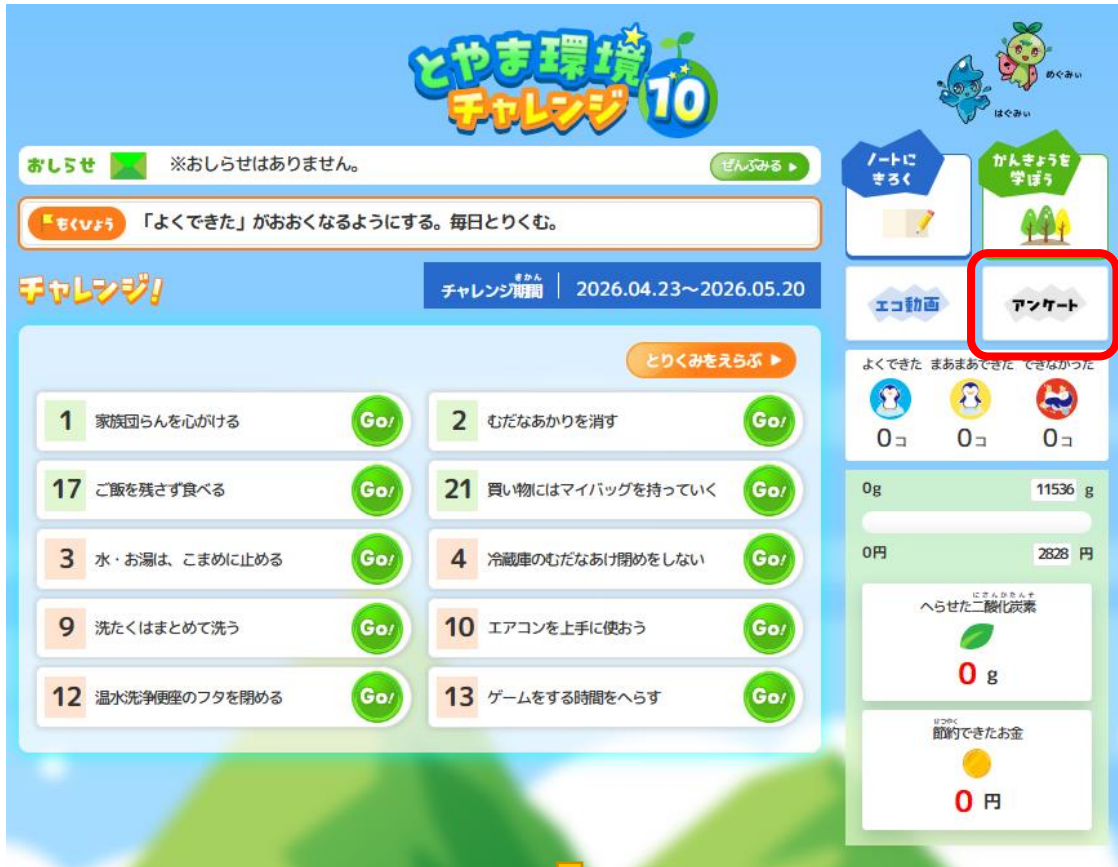 とやま環境
チャレンジ10
めぐみぃ
はぐみぃ
おしらせ ※おしらせはありません。 ぜんぶみる
もくひょう 「よくできた」がおおくなるようにする。毎日とりくむ。
チャレンジ!
チャレンジ期間 2026.04.23～2026.05.20
きかん
とりくみをえらぶ
1 家族団らんを心がける Go!
2 むだなあかりを消す Go!
17 ご飯を残さず食べる Go!
21 買い物にはマイバッグを持っていく Go!
3 水・お湯は、こまめに止める Go!
4 冷蔵庫のむだなあけ閉めをしない Go!
9 洗たくはまとめて洗う Go!
10 エアコンを上手に使おう Go!
12 温水洗浄便座のフタを閉める Go!
13 ゲームをする時間をへらす Go!
ノートに
きろく
かんきょうを
学ぼう
エコ動画
アンケート
よくできた まあまあできた できなかった
0コ 0コ 0コ
0g 11536 g
0円 2828 円
にさんかたんそ
へらせた二酸化炭素
0 g
せつやく
節約できたお金
0 円